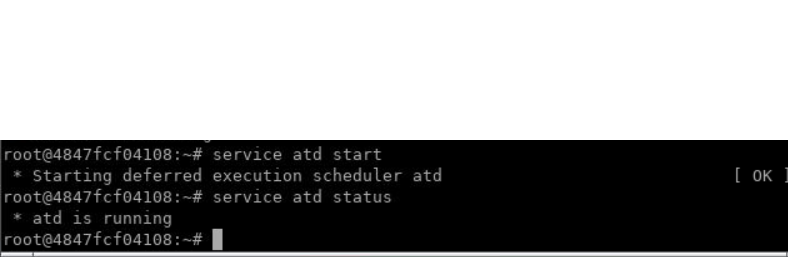 root@4847fcf04108:~# service atd start
 * Starting deferred execution scheduler atd [ OK ]
root@4847fcf04108:~# service atd status
 * atd is running
root@4847fcf04108:~#